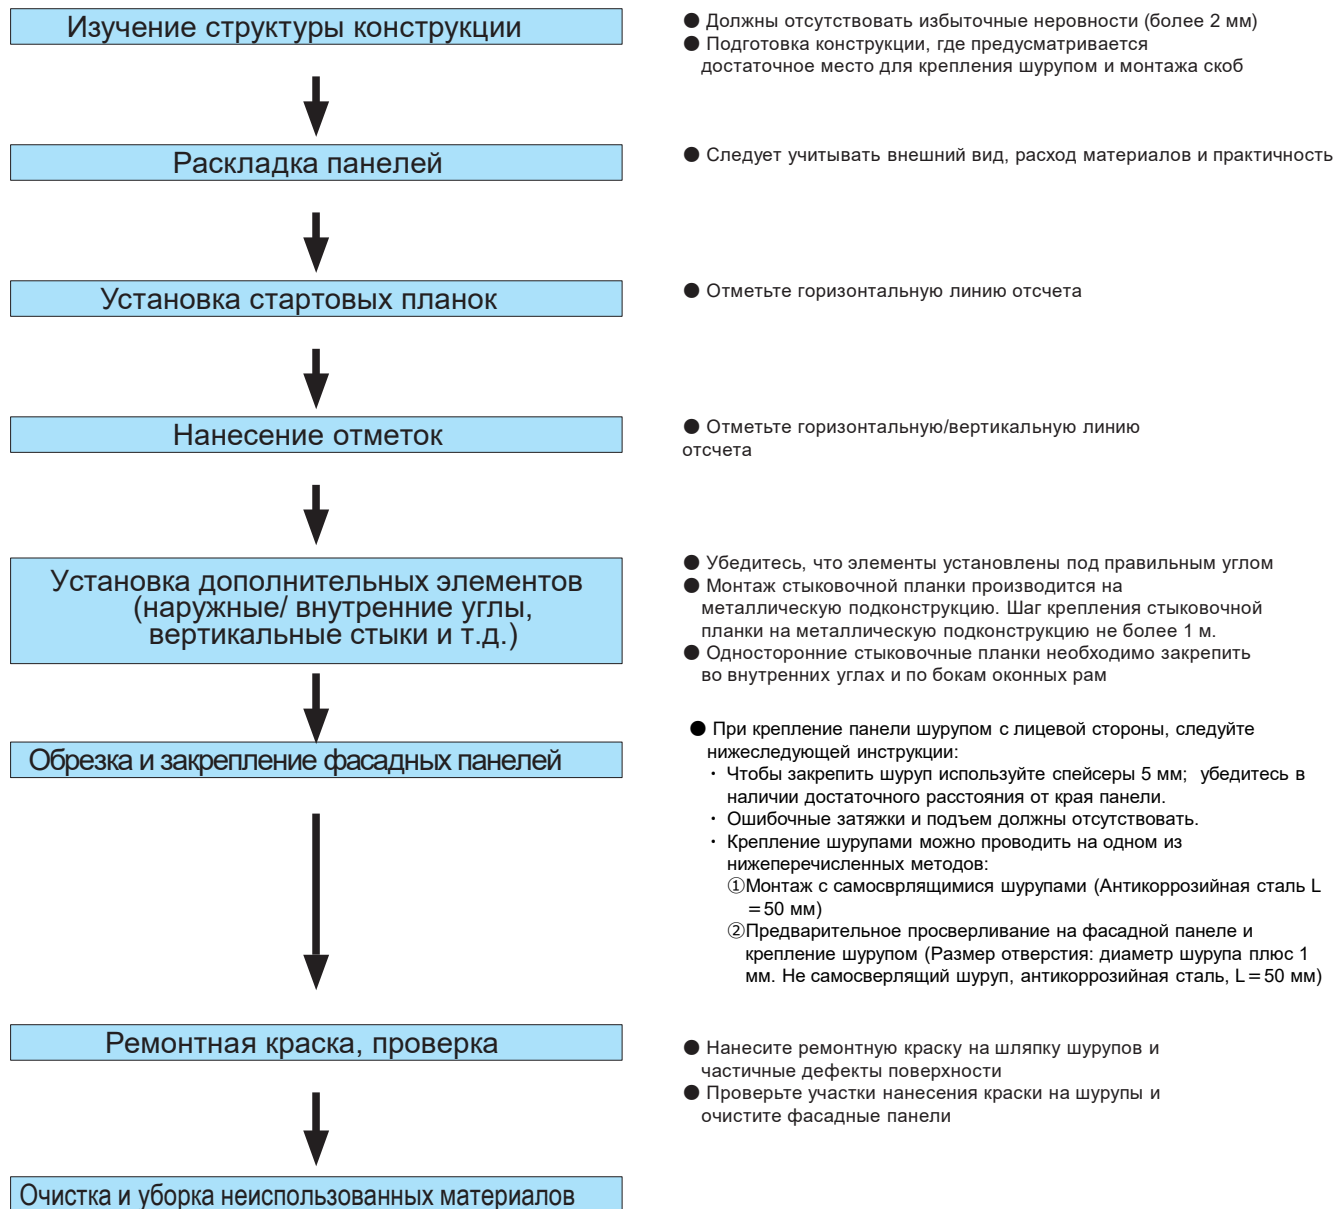 Изучение структуры конструкции
● Должны отсутствовать избыточные неровности (более 2 мм)
● Подготовка конструкции, где предусматривается
достаточное место для крепления шурупом и монтажа скоб
Раскладка панелей
● Следует учитывать внешний вид, расход материалов и практичность
Установка стартовых планок
● Отметьте горизонтальную линию отсчета
Нанесение отметок
● Отметьте горизонтальную/вертикальную линию
отсчета
Установка дополнительных элементов
(наружные/ внутренние углы,
вертикальные стыки и т.д.)
● Убедитесь, что элементы установлены под правильным углом
● Монтаж стыковочной планки производится на
металлическую подконструкцию. Шаг крепления стыковочной
планки на металлическую подконструкцию не более 1 м.
● Односторонние стыковочные планки необходимо закрепить
во внутренних углах и по бокам оконных рам
Обрезка и закрепление фасадных панелей
● При крепление панели шурупом с лицевой стороны, следуйте
нижеследующей инструкции:
・ Чтобы закрепить шуруп используйте спейсеры 5 мм; убедитесь в
наличии достаточного расстояния от края панели.
・ Ошибочные затяжки и подъем должны отсутствовать.
・ Крепление шурупами можно проводить на одном из
нижеперечисленных методов:
①Монтаж с самосврлящимися шурупами (Антикоррозийная сталь L
＝50 мм)
②Предварительное просверливание на фасадной панеле и
крепление шурупом (Размер отверстия: диаметр шурупа плюс 1
мм. Не самосверлящий шуруп, антикоррозийная сталь, L＝50 мм)
Ремонтная краска, проверка
● Нанесите ремонтную краску на шляпку шурупов и
частичные дефекты поверхности
● Проверьте участки нанесения краски на шурупы и
очистите фасадные панели
Очистка и уборка неиспользованных материалов